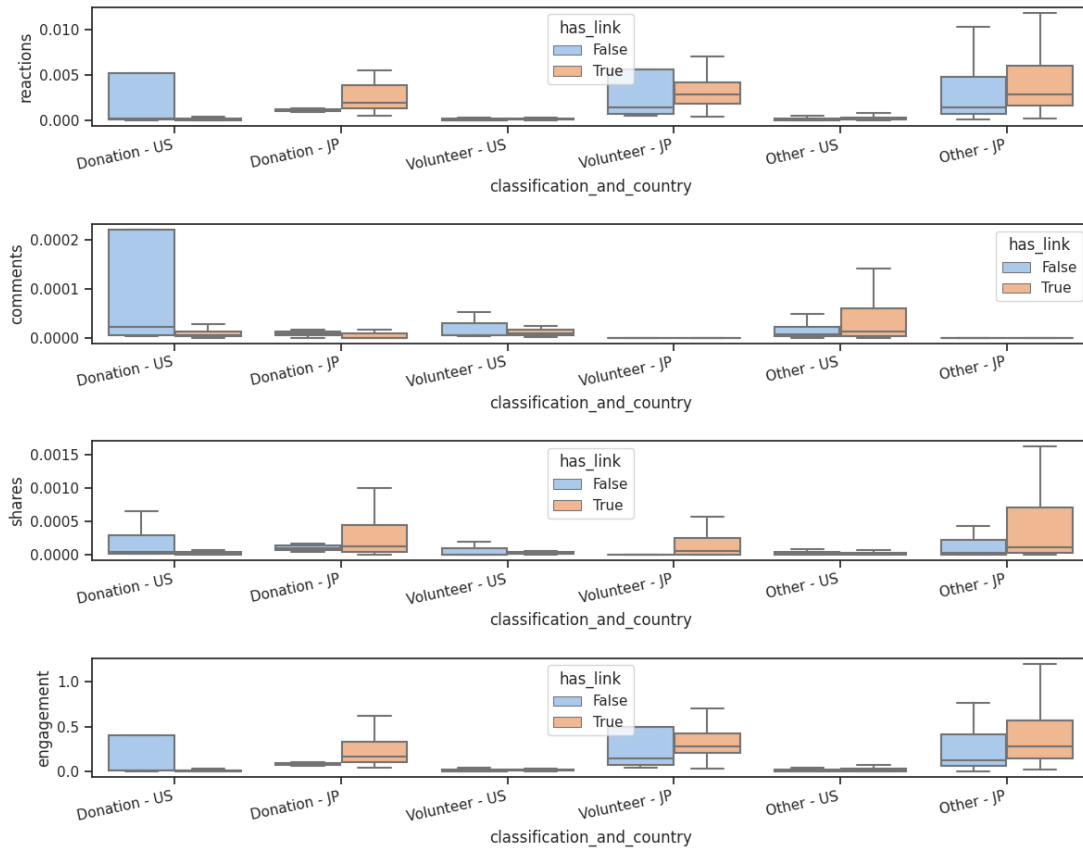 has_link
False
True
0.010
0.005
0.000
reactions
Donation - US
Donation - JP
Volunteer - US
Volunteer - JP
Other - US
Other - JP
classification_and_country
has_link
False
True
0.0002
0.0001
0.0000
comments
Donation - US
Donation - JP
Volunteer - US
Volunteer - JP
Other - US
Other - JP
classification_and_country
has_link
False
True
0.0015
0.0010
0.0005
0.0000
shares
Donation - US
Donation - JP
Volunteer - US
Volunteer - JP
Other - US
Other - JP
classification_and_country
has_link
False
True
1.0
0.5
0.0
engagement
Donation - US
Donation - JP
Volunteer - US
Volunteer - JP
Other - US
Other - JP
classification_and_country